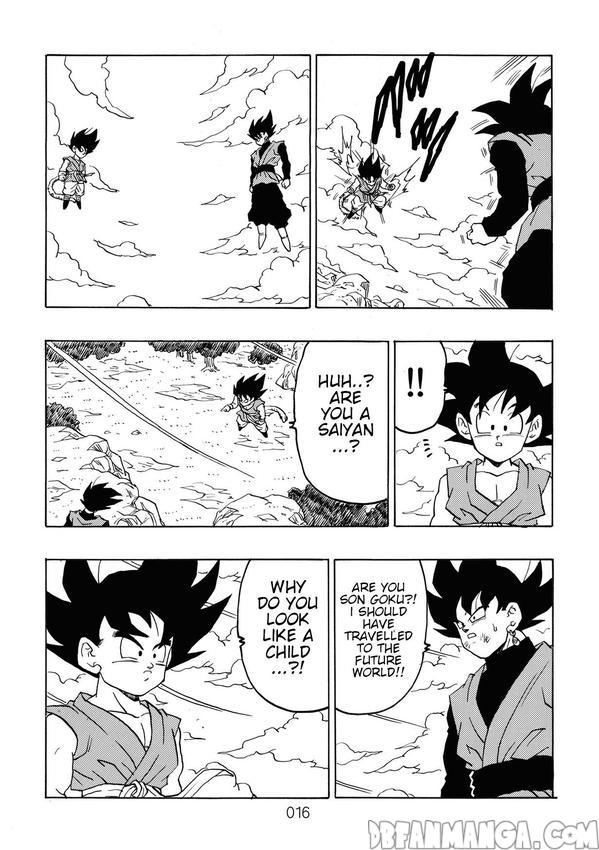 !!
HUH..?
ARE
YOU A
SAIYAN
...?
ARE YOU
SON GOKU?!
I SHOULD
HAVE
TRAVELLED
TO THE
FUTURE
WORLD!!
WHY
DO YOU
LOOK
LIKE A
CHILD
...?!
016
DBFANMANGA.COM